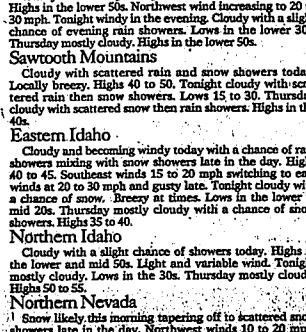 Highs in the lower 50s. Northwest wind increasing to 20
30 mph. Tonight windy in the evening. Cloudy with a slig
chance of evening rain showers. Lows in the lower 30
Thursday mostly cloudy. Highs in the lower 50s.
Sawtooth Mountains
Cloudy with scattered rain and snow showers toda
Locally breezy. Highs 40 to 50. Tonight cloudy with sc
tered rain then snow showers. Lows 15 to 30. Thursd
cloudy with scattered snow then rain showers. Highs in th
40s.
Eastern Idaho
Cloudy and becoming windy today with a chance of ra
showers mixing with snow showers late in the day. Hig
40 to 45. Southeast winds 15 to 20 mph switching to ea
winds at 20 to 30 mph and gusty late. Tonight cloudy wi
a chance of snow. Breezy at times. Lows in the lower
mid 20s. Thursday mostly cloudy with a chance of sn
showers. Highs 35 to 40.
Northern Idaho
Cloudy with a slight chance of showers today. Highs
the lower and mid 50s. Light and variable wind. Tonig
mostly cloudy. Lows in the 30s. Thursday mostly cloud
Highs 50 to 55.
Northern Nevada
Snow likely this morning tapering off to scattered sno
showers late in the day. Northwest winds 10 to 20 mp